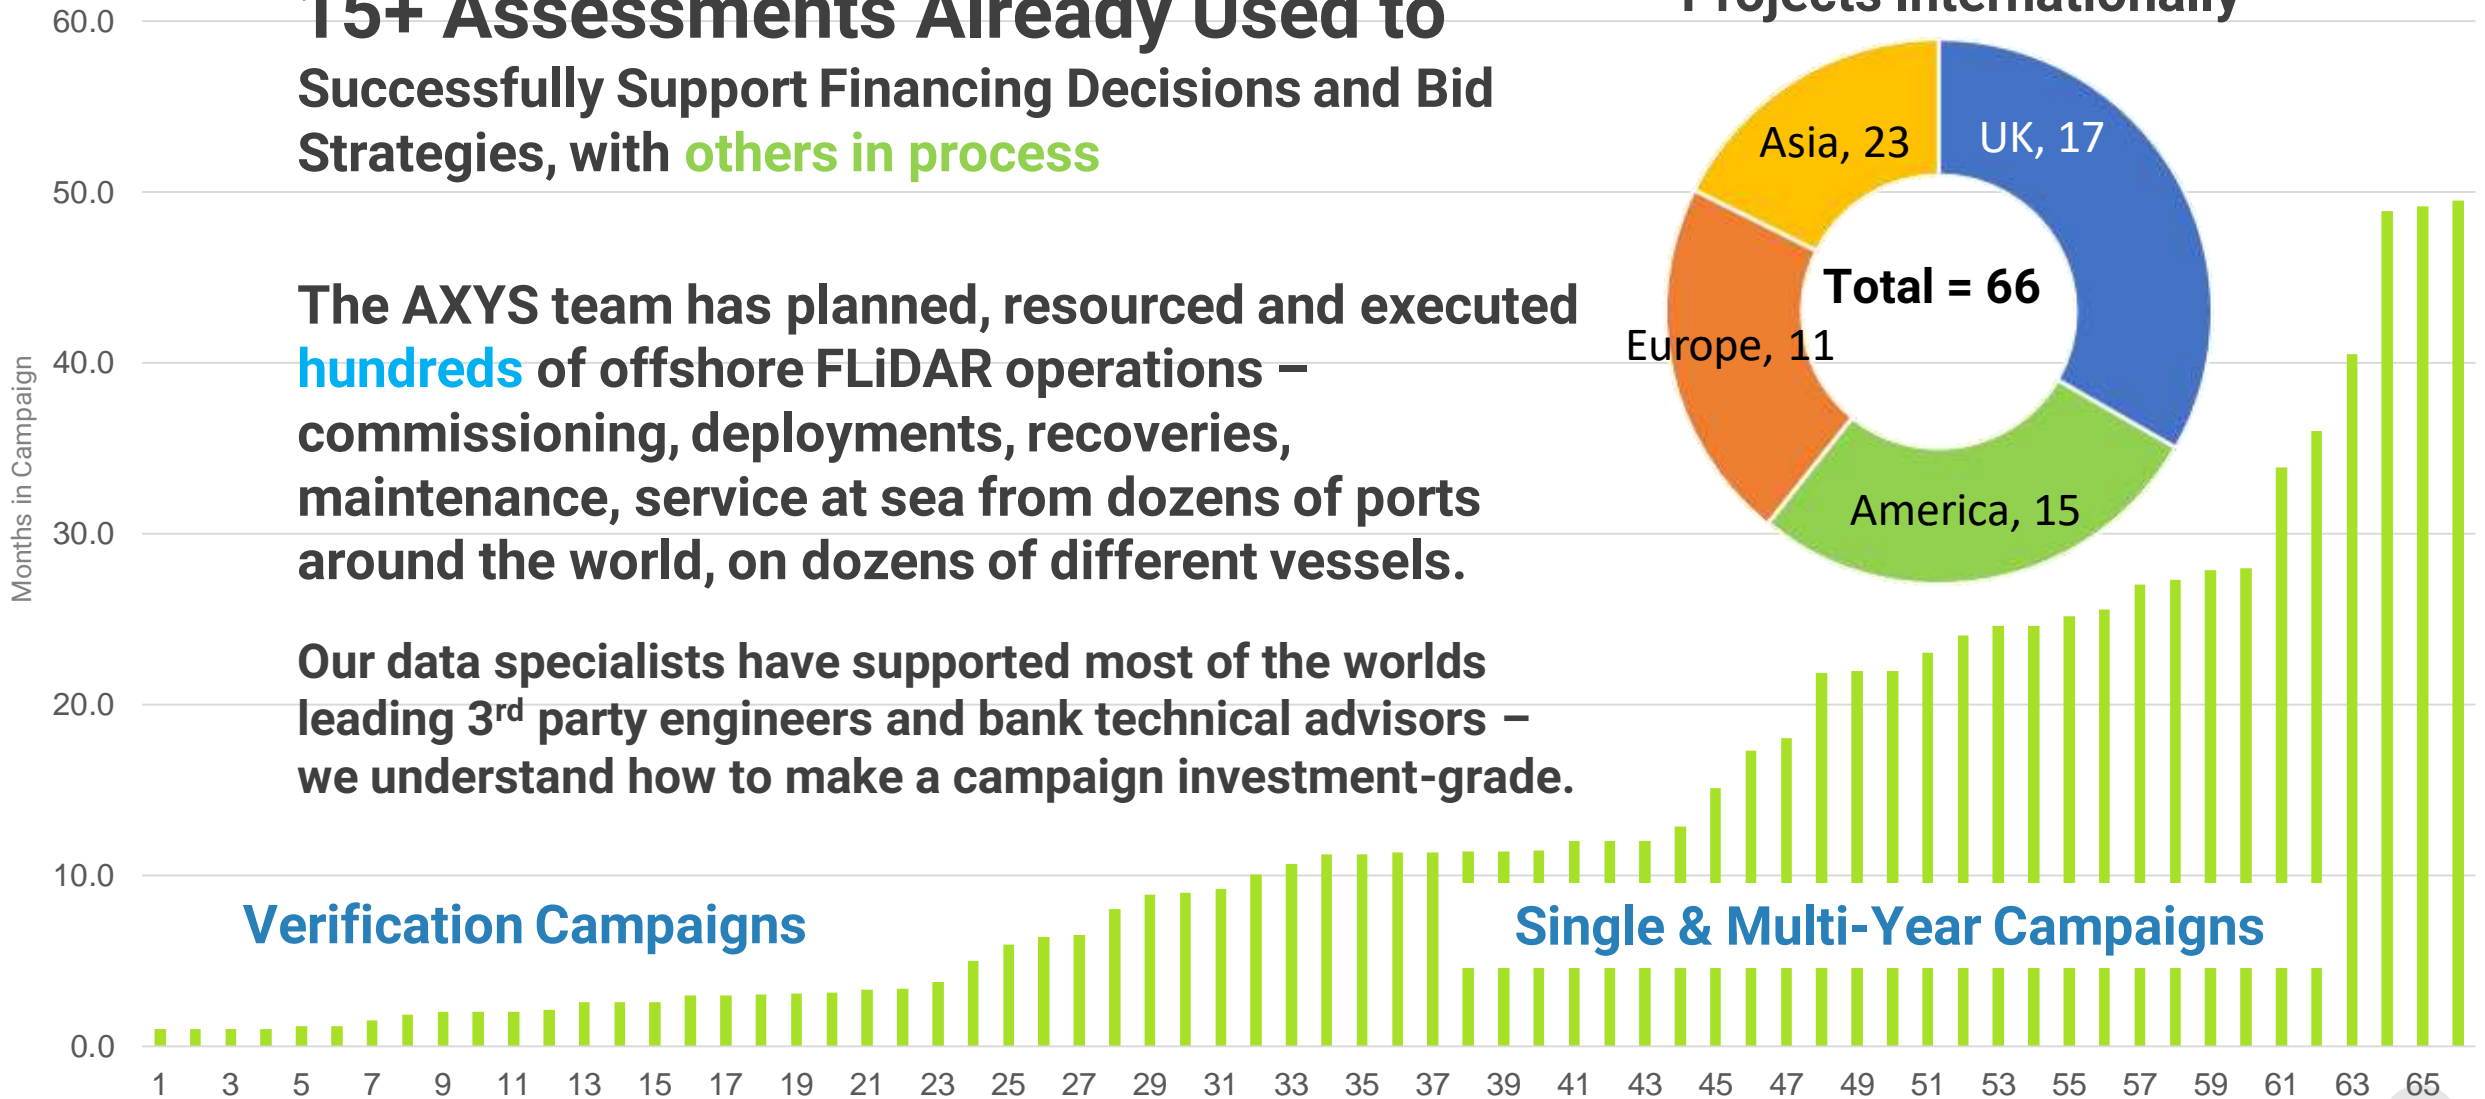 15+ Assessments Already Used to
Successfully Support Financing Decisions and Bid
Strategies, with others in process
The AXYS team has planned, resourced and executed
hundreds of offshore FLiDAR operations –
commissioning, deployments, recoveries,
maintenance, service at sea from dozens of ports
around the world, on dozens of different vessels.
Our data specialists have supported most of the worlds
leading 3rd party engineers and bank technical advisors –
we understand how to make a campaign investment-grade.
Projects Internationally
Asia, 23
UK, 17
Total = 66
Europe, 11
America, 15
Verification Campaigns
Single & Multi-Year Campaigns
Months in Campaign
60.0
50.0
40.0
30.0
20.0
10.0
0.0
1 3 5 7 9 11 13 15 17 19 21 23 25 27 29 31 33 35 37 39 41 43 45 47 49 51 53 55 57 59 61 63 65